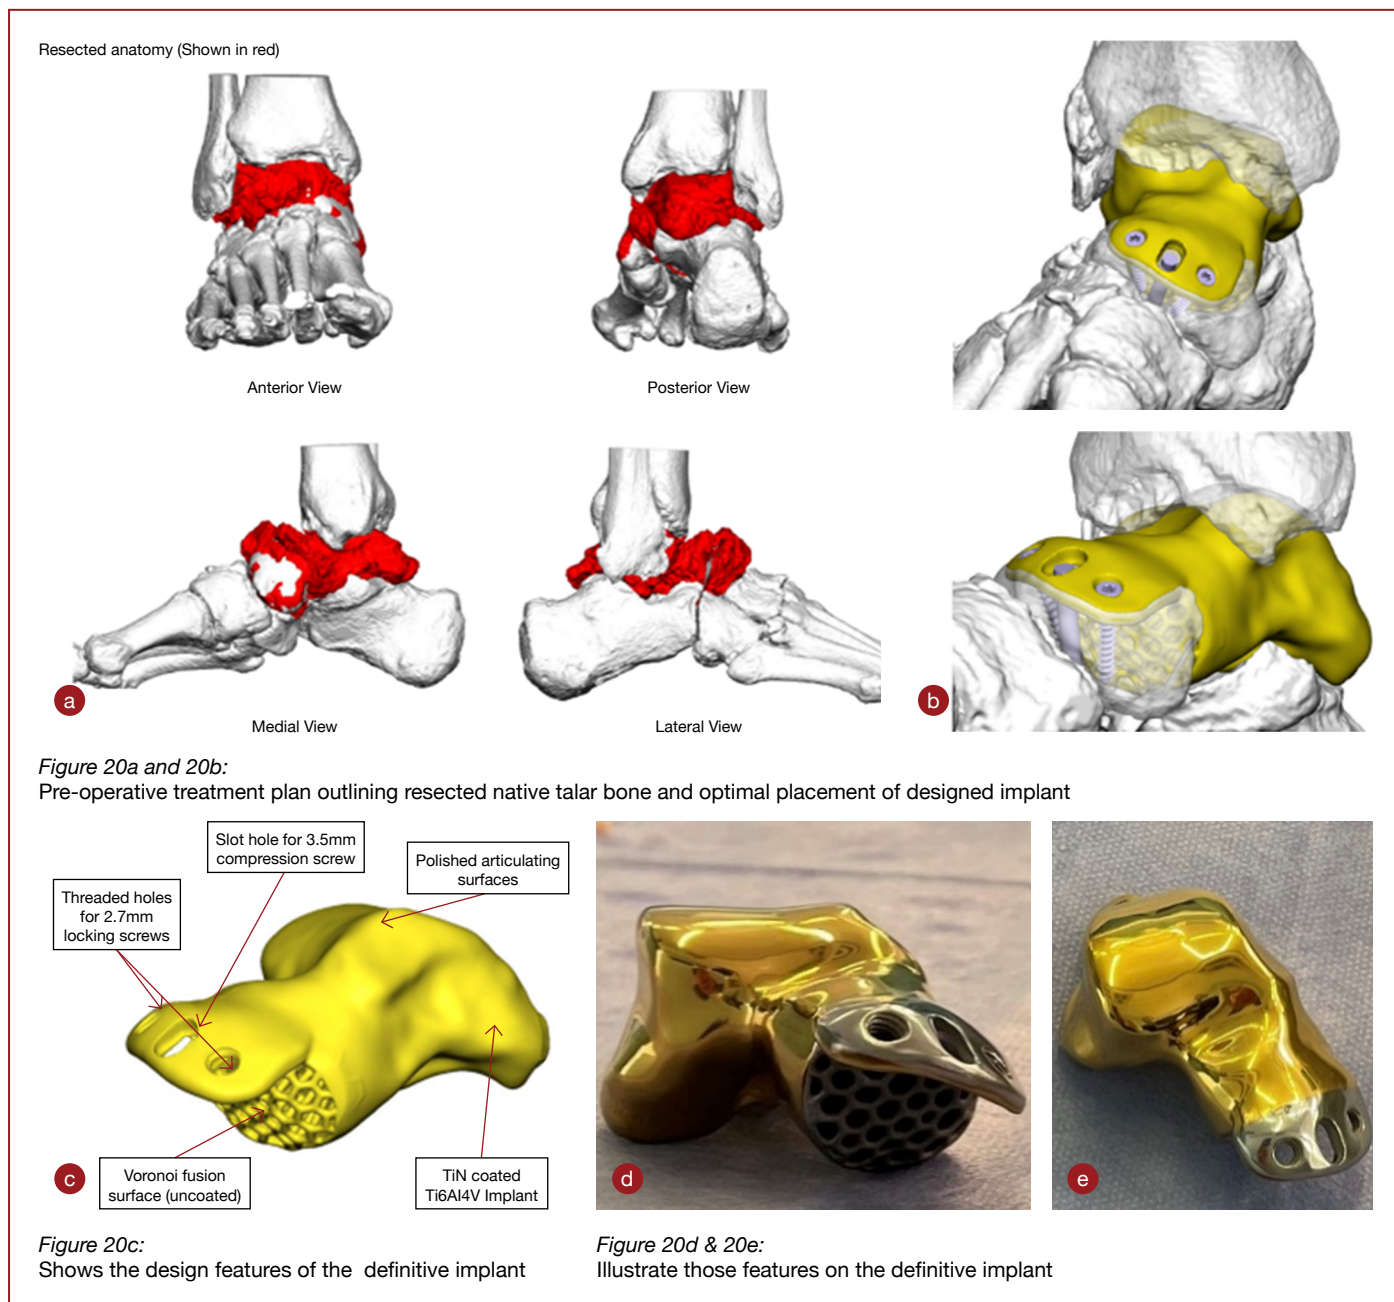 Resected anatomy (Shown in red)
Anterior View
Posterior View
Medial View
Lateral View
a
b
Figure 20a and 20b:
Pre-operative treatment plan outlining resected native talar bone and optimal placement of designed implant
Slot hole for 3.5mm
compression screw
Polished articulating
surfaces
Threaded holes
for 2.7mm
locking screws
Voronoi fusion
surface (uncoated)
TiN coated
Ti6Al4V Implant
c
d
e
Figure 20c:
Shows the design features of the definitive implant
Figure 20d & 20e:
Illustrate those features on the definitive implant